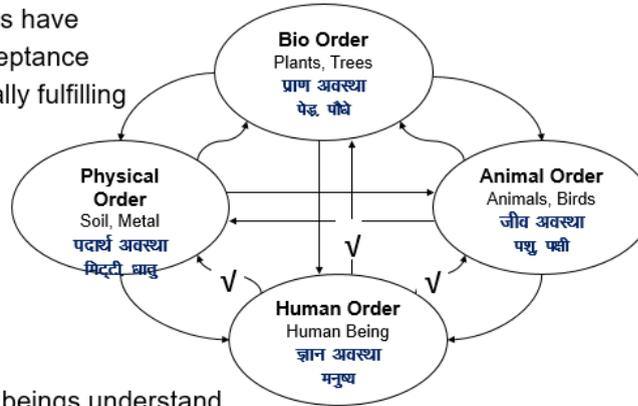 s have
eptance
ally fulfilling
Bio Order
Plants, Trees
प्राण अवस्था
पेड़, पौधे
Physical
Order
Soil, Metal
पदार्थ अवस्था
मिट्टी, धातु
Animal Order
Animals, Birds
जीव अवस्था
पशु, पक्षी
√
√
√
Human Order
Human Being
ज्ञान अवस्था
मनुष्य
beings understand